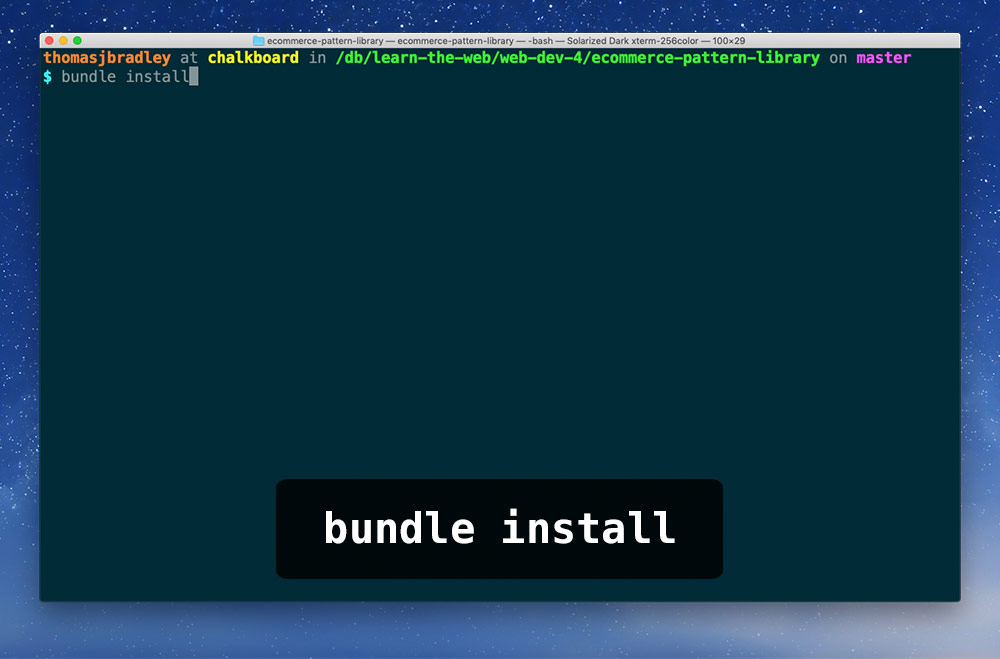 ecommerce-pattern-library — ecommerce-pattern-library — -bash — Solarized Dark xterm-256color — 100×29
thomasjbradley at chalkboard in /db/learn-the-web/web-dev-4/ecommerce-pattern-library on master
$ bundle install
bundle install